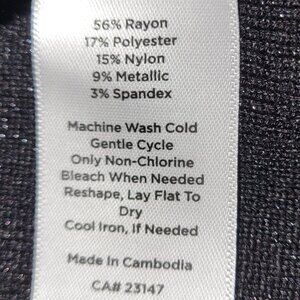 56% Rayon
17% Polyester
15% Nylon
9% Metallic
3% Spandex
Machine Wash Cold
Gentle Cycle
Only Non-Chlorine
Bleach When Needed
Reshape, Lay Flat To
Dry
Cool Iron, If Needed
Made In Cambodia
CA# 23147